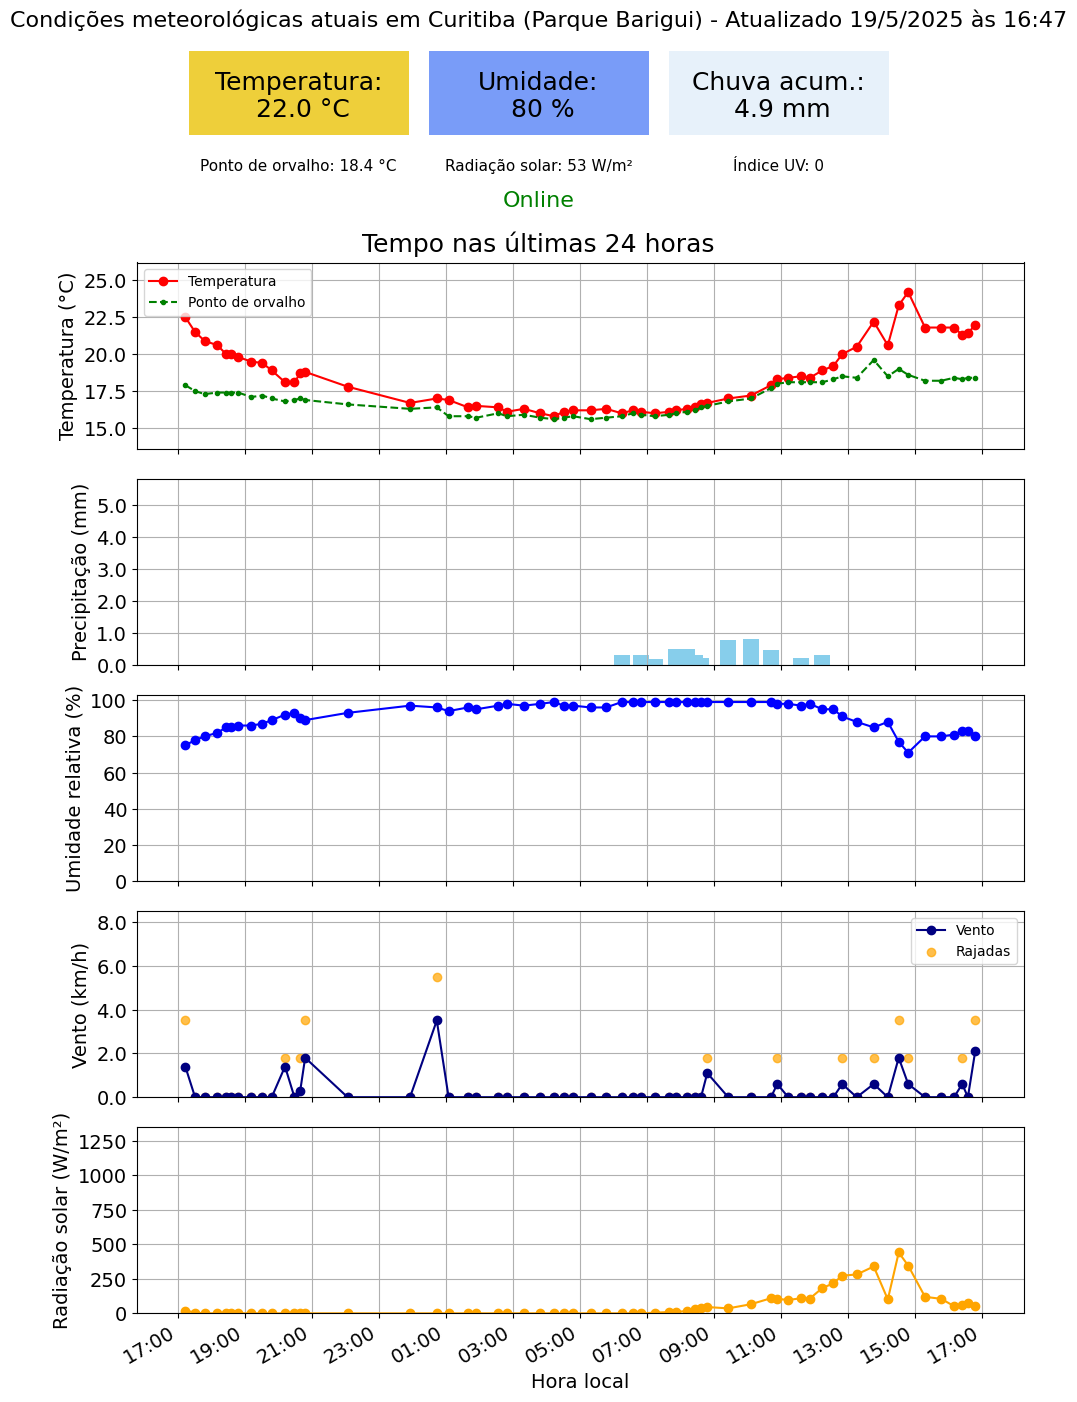 Condições meteorológicas atuais em Curitiba (Parque Barigui) - Atualizado 19/5/2025 às 16:47
Temperatura:
22.0 °C
Umidade:
80 %
Chuva acum.:
4.9 mm
Ponto de orvalho: 18.4 °C
Radiação solar: 53 W/m²
Índice UV: 0
Online
Tempo nas últimas 24 horas
Temperatura (°C)
25.0
22.5
20.0
17.5
15.0
Temperatura
Ponto de orvalho
Precipitação (mm)
5.0
4.0
3.0
2.0
1.0
0.0
Umidade relativa (%)
100
80
60
40
20
0
Vento (km/h)
8.0
6.0
4.0
2.0
0.0
Vento
Rajadas
Radiação solar (W/m²)
1250
1000
750
500
250
0
17:00
19:00
21:00
23:00
01:00
03:00
05:00
07:00
09:00
11:00
13:00
15:00
17:00
Hora local